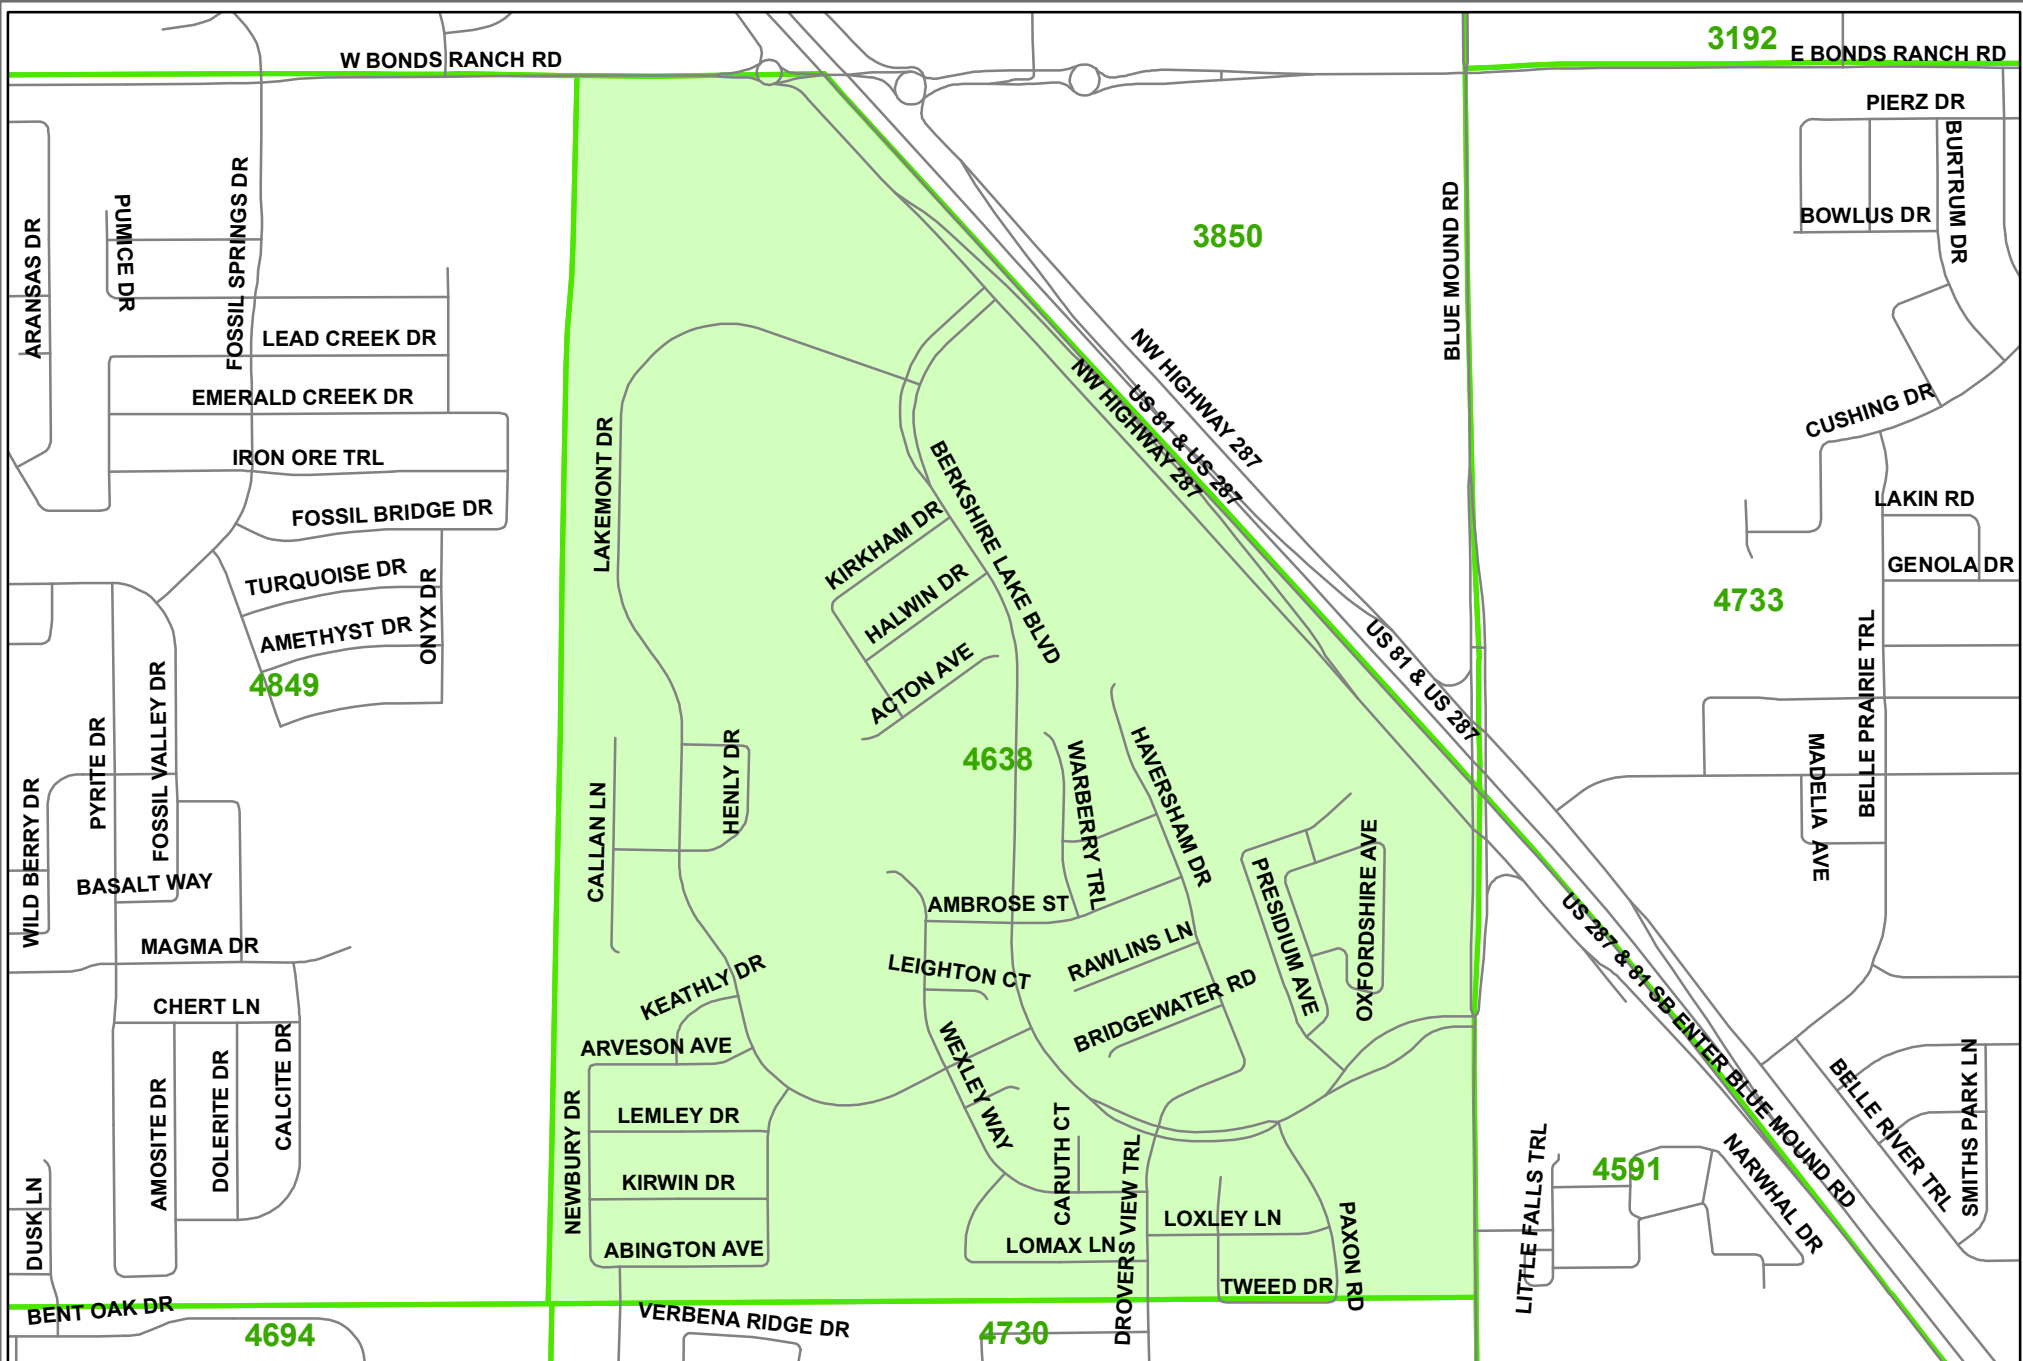 3192
W BONDS RANCH RD
E BONDS RANCH RD
PIERZ DR
BURTRUM DR
BOWLUS DR
FOSSIL SPRINGS DR
PUMICE DR
ARANSAS DR
BLUE MOUND RD
3850
LEAD CREEK DR
EMERALD CREEK DR
IRON ORE TRL
FOSSIL BRIDGE DR
NW HIGHWAY 287
US 81 & US 287
NW HIGHWAY 287
CUSHING DR
LAKEMONT DR
BERKSHIRE LAKE BLVD
LAKIN RD
KIRKHAM DR
GENOLA DR
TURQUOISE DR
ONYX DR
HALWIN DR
4733
AMETHYST DR
ACTON AVE
US 81 & US 287
BELLE PRAIRIE TRL
4849
FOSSIL VALLEY DR
PYRITE DR
HENLY DR
4638
WARBERRY TRL
HAVERSHAM DR
MADELIA AVE
WILD BERRY DR
CALLAN LN
BASALT WAY
OXFORDSHIRE AVE
PRESIDIUM AVE
AMBROSE ST
US 287 & 81 SB ENTER BLUE MOUND RD
MAGMA DR
RAWLINS LN
LEIGHTON CT
KEATHLY DR
CHERT LN
BRIDGEWATER RD
ARVESON AVE
WEXLEY WAY
CALCITE DR
DOLERITE DR
AMOSITE DR
NEWBURY DR
LEMLEY DR
CARUTH CT
DROVERS VIEW TRL
BELLE RIVER TRL
SMITHS PARK LN
LITTLE FALLS TRL
4591
NARWHAL DR
KIRWIN DR
DUSK LN
LOXLEY LN
PAXON RD
ABINGTON AVE
LOMAX LN
TWEED DR
BENT OAK DR
VERBENA RIDGE DR
4694
4730